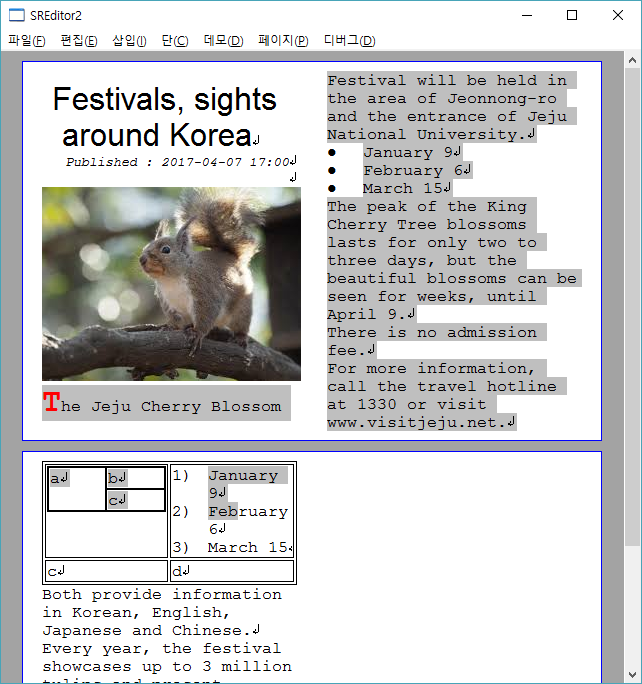 SREditor2
파일(F) 편집(E) 삽입(I) 단(C) 데모(D) 페이지(P) 디버그(D)
Festivals, sights
around Korea
Published : 2017-04-07 17:00
The Jeju Cherry Blossom
Festival will be held in
the area of Jeonnong-ro
and the entrance of Jeju
National University.
● January 9
● February 6
● March 15
The peak of the King
Cherry Tree blossoms
lasts for only two to
three days, but the
beautiful blossoms can be
seen for weeks, until
April 9.
There is no admission
fee.
For more information,
call the travel hotline
at 1330 or visit
www.visitjeju.net.
a b
c
1) January
9
2) February
6
3) March 15
c d
Both provide information
in Korean, English,
Japanese and Chinese.
Every year, the festival
showcases up to 3 million
tulips and present